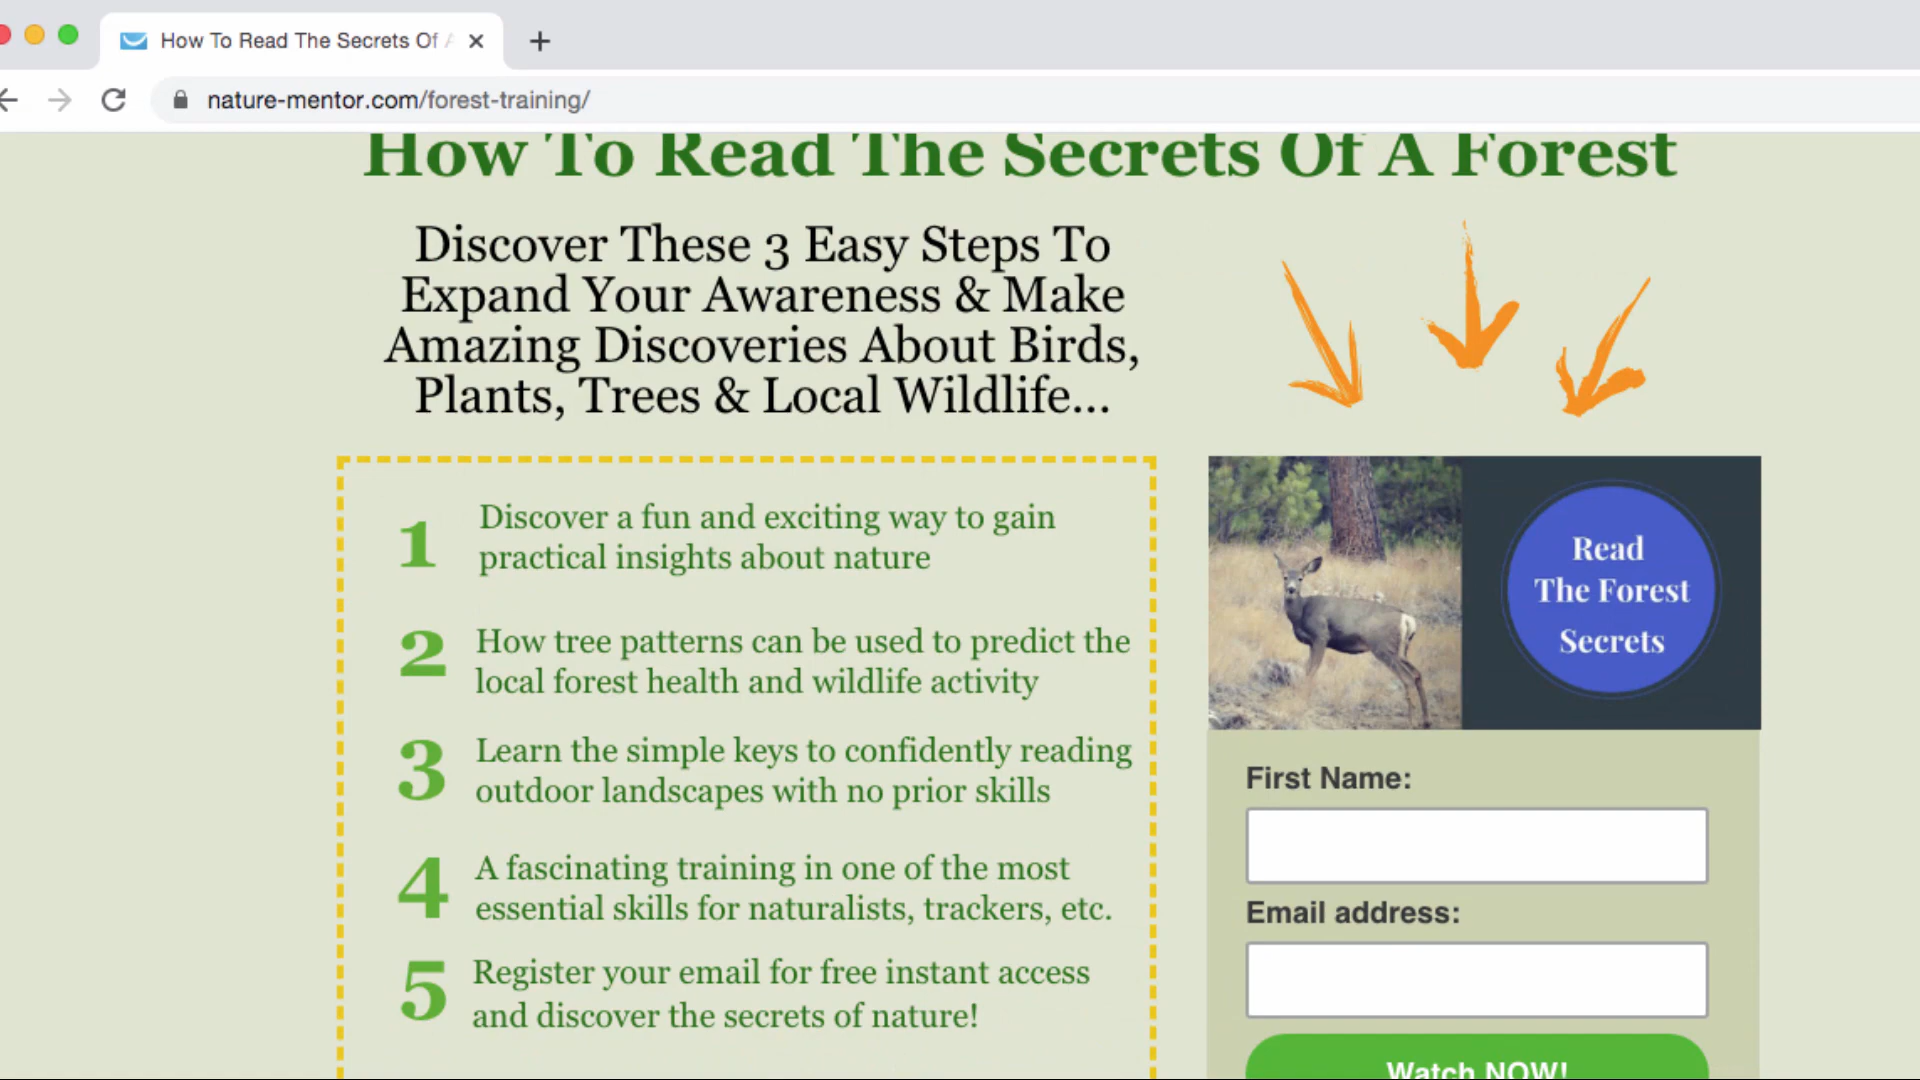 How To Read The Secrets Of
nature-mentor.com/forest-training/
How To Read The Secrets Of A Forest
Discover These 3 Easy Steps To
Expand Your Awareness & Make
Amazing Discoveries About Birds,
Plants, Trees & Local Wildlife...
1 Discover a fun and exciting way to gain
practical insights about nature
2 How tree patterns can be used to predict the
local forest health and wildlife activity
3 Learn the simple keys to confidently reading
outdoor landscapes with no prior skills
4 A fascinating training in one of the most
essential skills for naturalists, trackers, etc.
5 Register your email for free instant access
and discover the secrets of nature!
Read
The Forest
Secrets
First Name:
Email address:
Watch NOW!